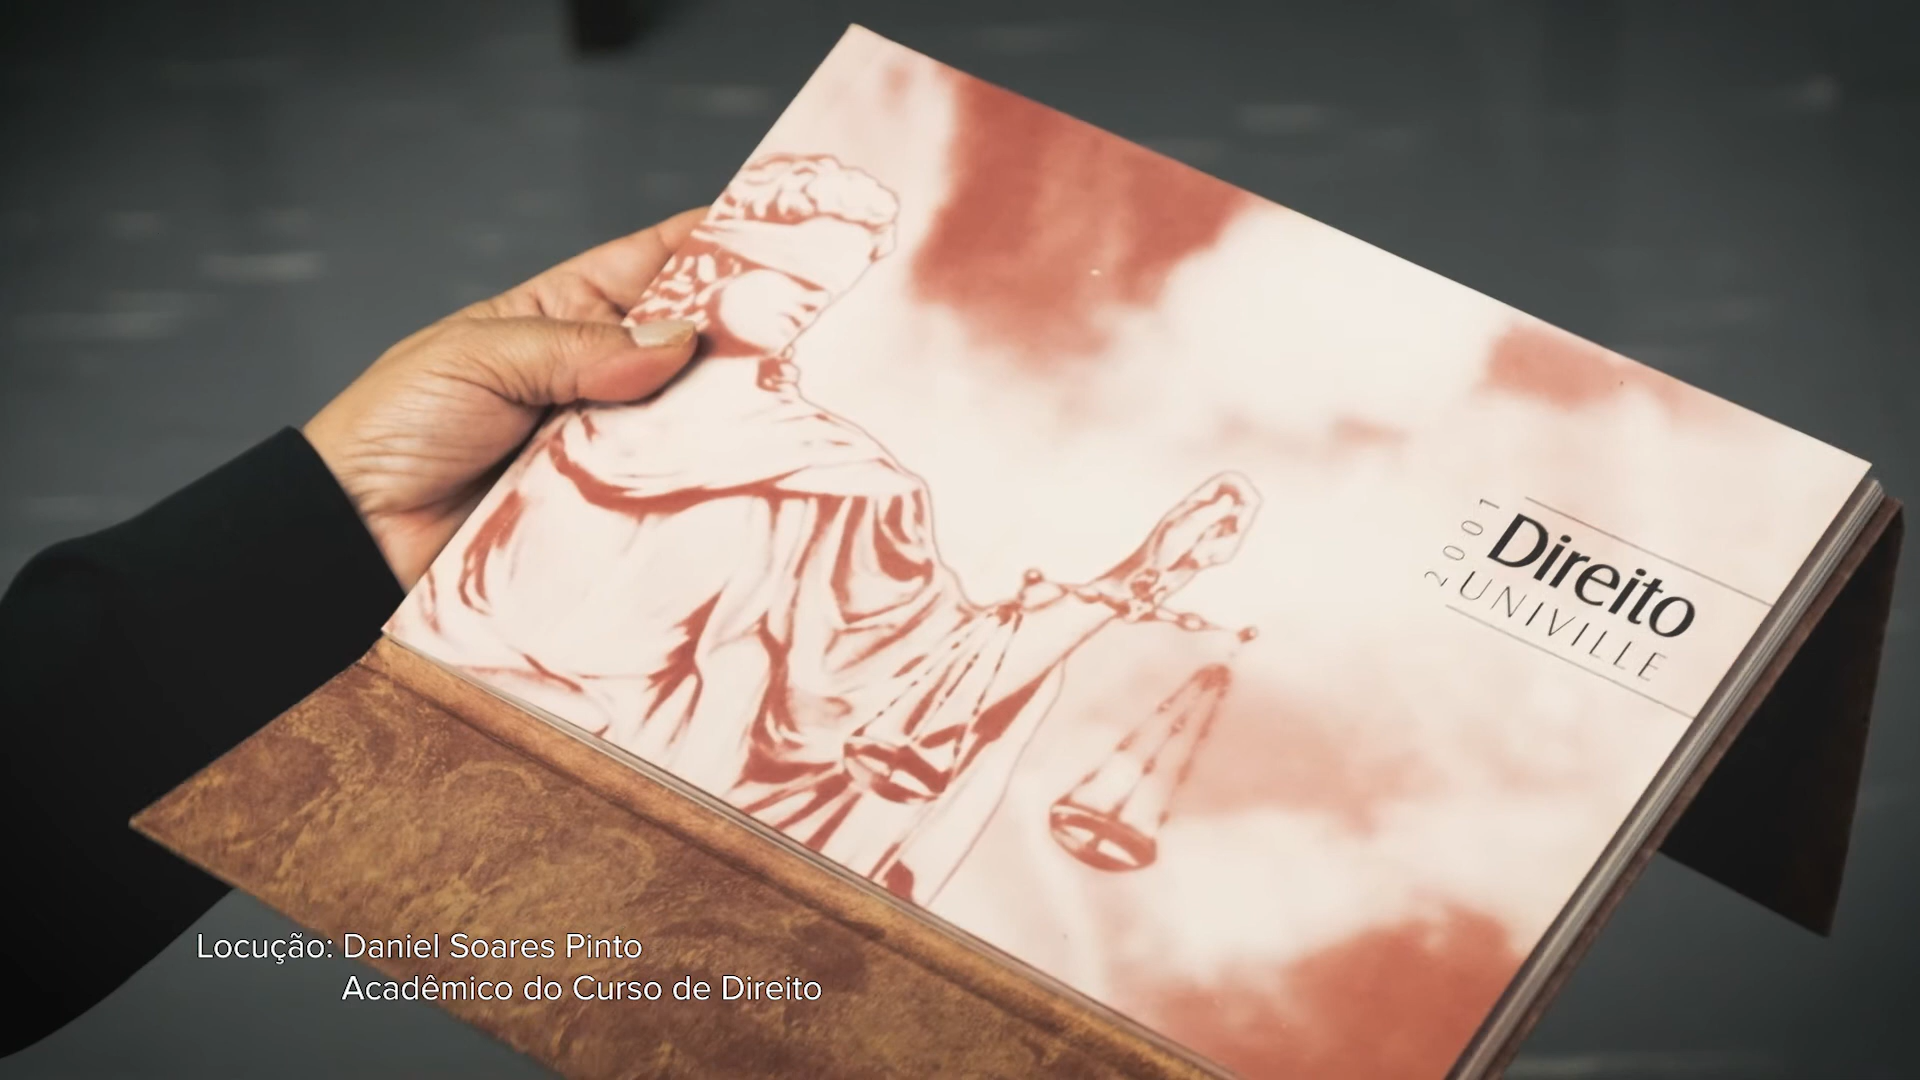 2001
Direito
UNIVILLE
Locução: Daniel Soares Pinto
Acadêmico do Curso de Direito